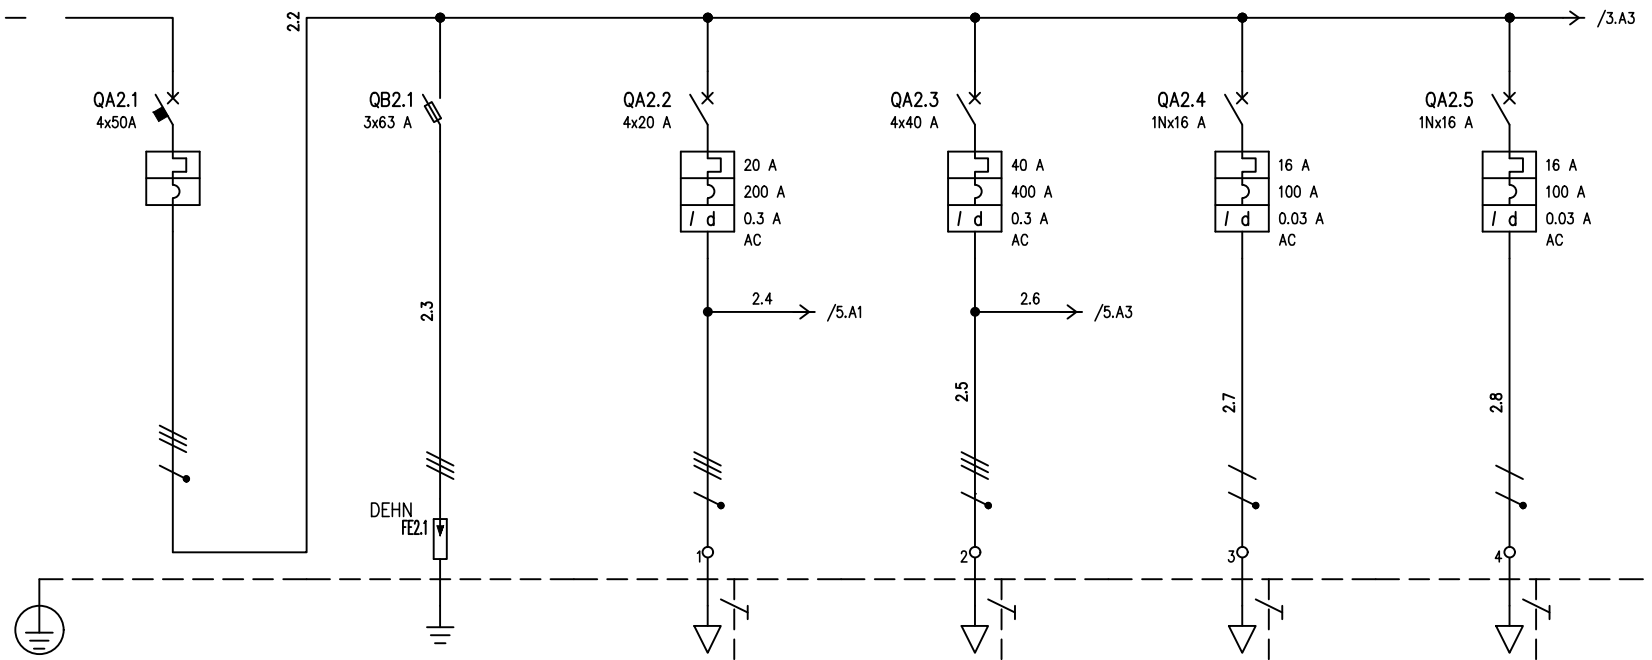 2.2
/3.A3
QA2.1
4x50A
QB2.1
3x63 A
QA2.2
4x20 A
QA2.3
4x40 A
QA2.4
1Nx16 A
QA2.5
1Nx16 A
20 A
200 A
I d 0.3 A
AC
40 A
400 A
I d 0.3 A
AC
16 A
100 A
I d 0.03 A
AC
16 A
100 A
I d 0.03 A
AC
2.3
2.4
/5.A1
2.6
/5.A3
2.5
2.7
2.8
DEHN
FE2.1
1
2
3
4